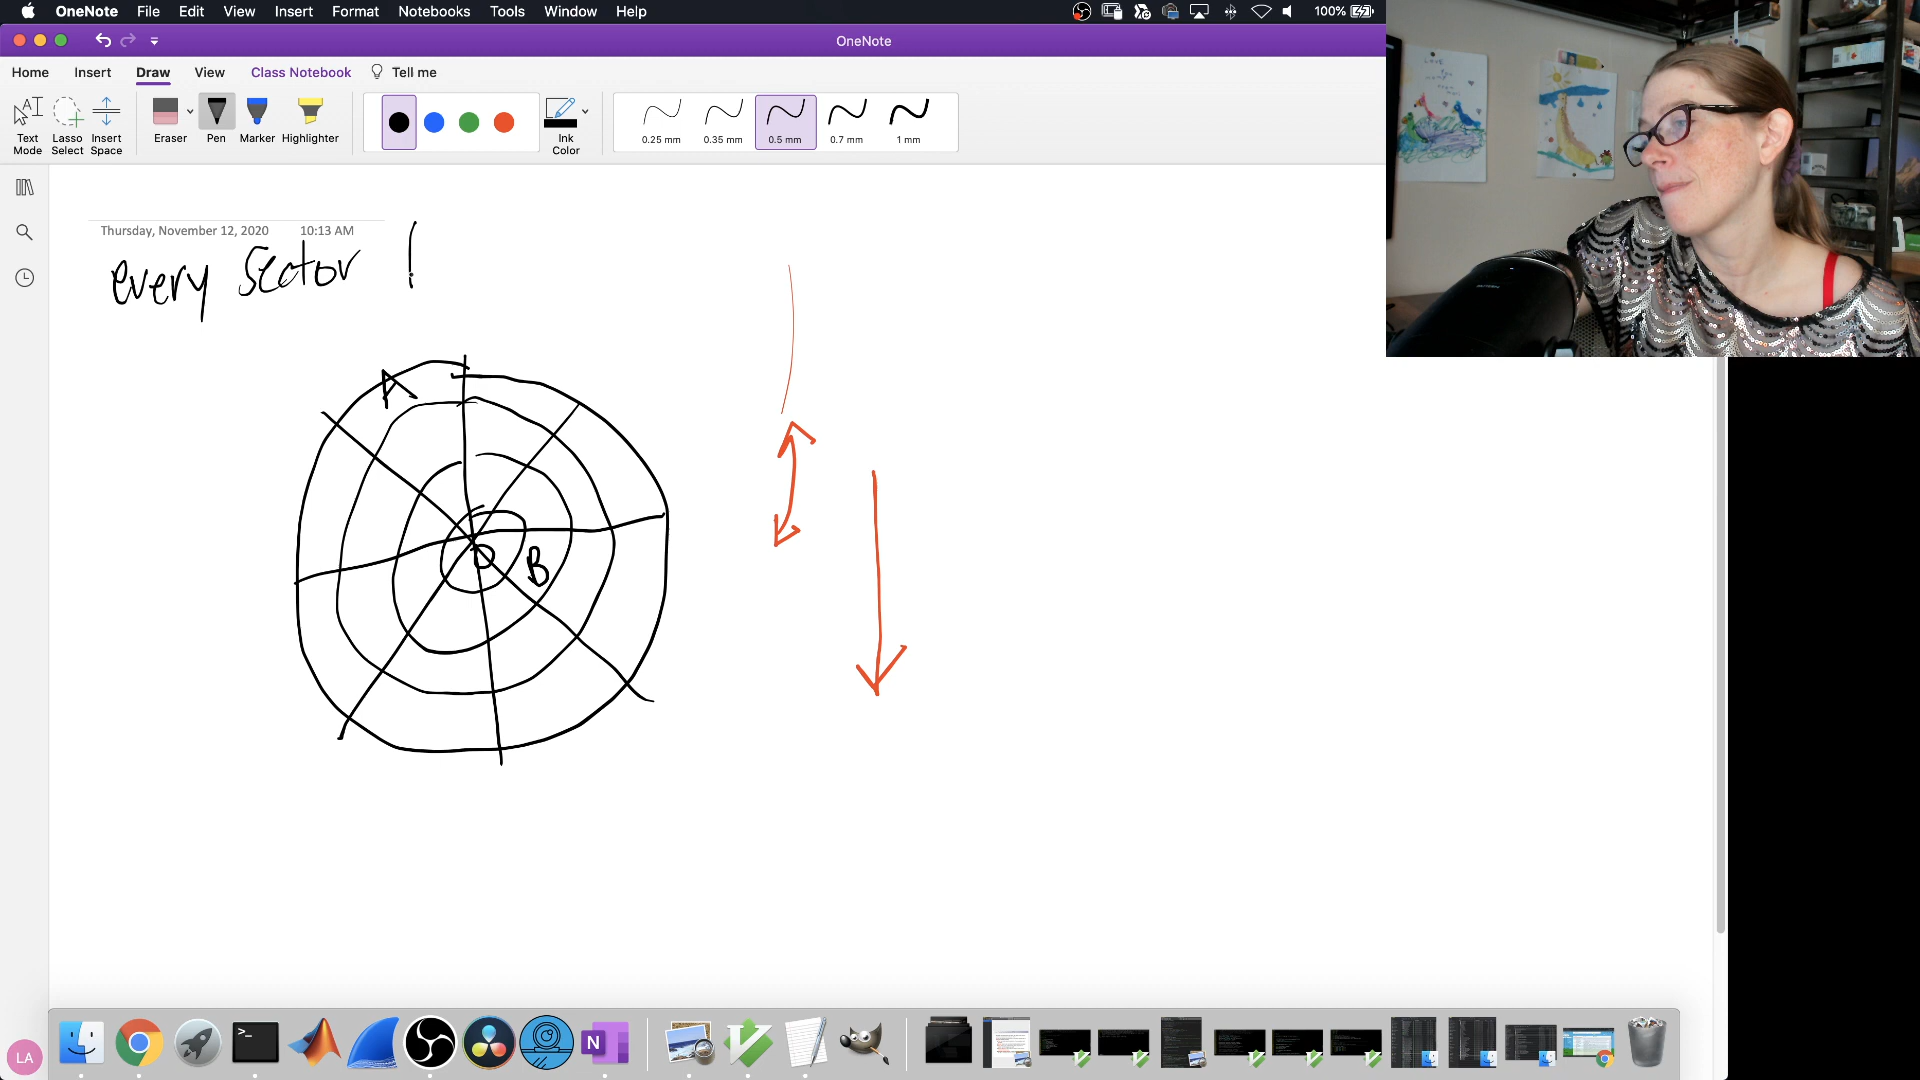 OneNote File Edit View Insert Format Notebooks Tools Window Help 100%
OneNote
Home Insert Draw View Class Notebook Tell me
Text Mode
Lasso Select
Insert Space
Eraser
Pen
Marker
Highlighter
Ink Color
0.25 mm
0.35 mm
0.5 mm
0.7 mm
1 mm
Thursday, November 12, 2020 10:13 AM
every sector
A
B
>_
N
LA